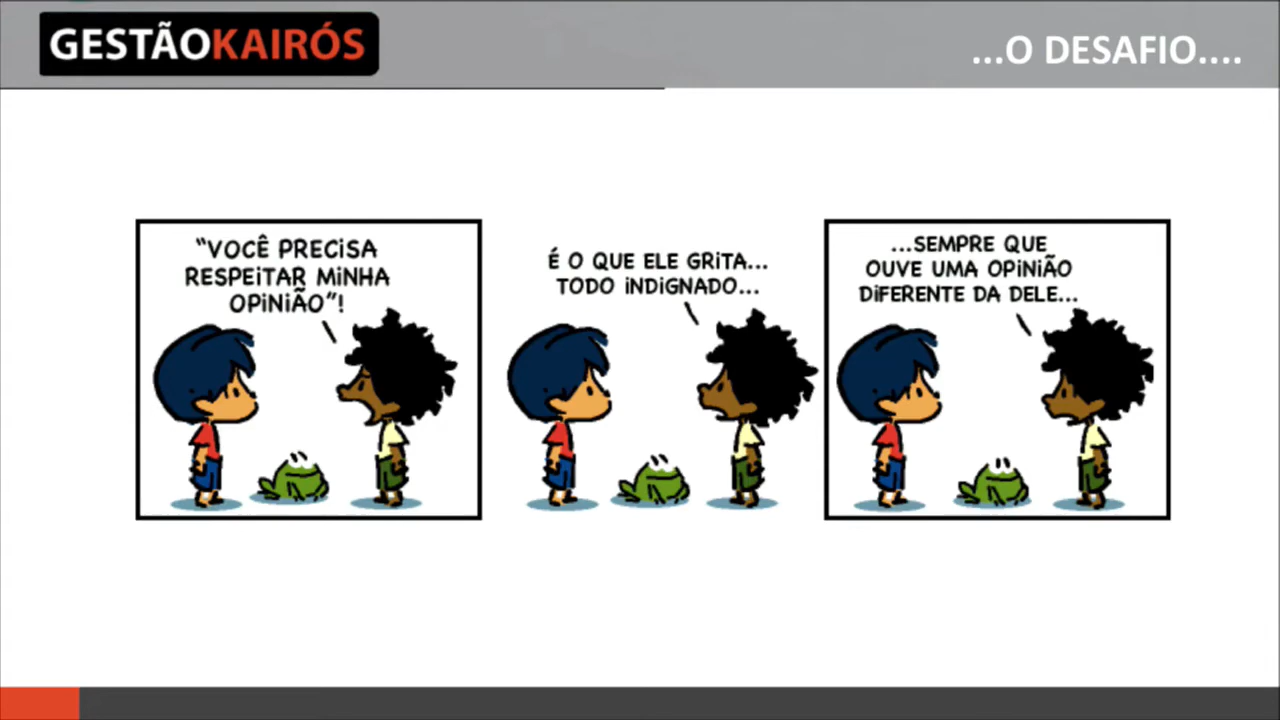 GESTÃOKAIRÓS
...O DESAFIO....
"VOCÊ PRECISA
RESPEITAR MINHA
OPINIÃO"!
É O QUE ELE GRITA...
TODO INDIGNADO...
...SEMPRE QUE
OUVE UMA OPINIÃO
DIFERENTE DA DELE...